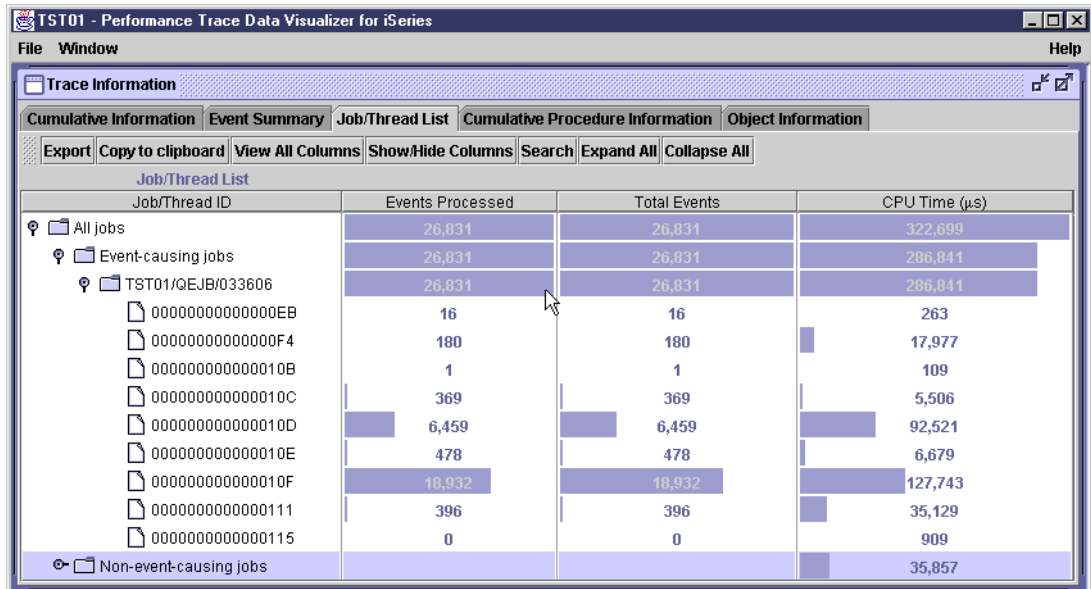 TST01 - Performance Trace Data Visualizer for iSeries
File Window Help
Trace Information
Cumulative Information Event Summary Job/Thread List Cumulative Procedure Information Object Information
Export Copy to clipboard View All Columns Show/Hide Columns Search Expand All Collapse All
Job/Thread List
Job/Thread ID Events Processed Total Events CPU Time (µs)
All jobs 26,831 26,831 322,699
Event-causing jobs 26,831 26,831 286,841
TST01/QEJB/033606 26,831 26,831 286,841
00000000000000EB 16 16 263
00000000000000F4 180 180 17,977
000000000000010B 1 1 109
000000000000010C 369 369 5,506
000000000000010D 6,459 6,459 92,521
000000000000010E 478 478 6,679
000000000000010F 18,932 18,932 127,743
0000000000000111 396 396 35,129
0000000000000115 0 0 909
Non-event-causing jobs 35,857